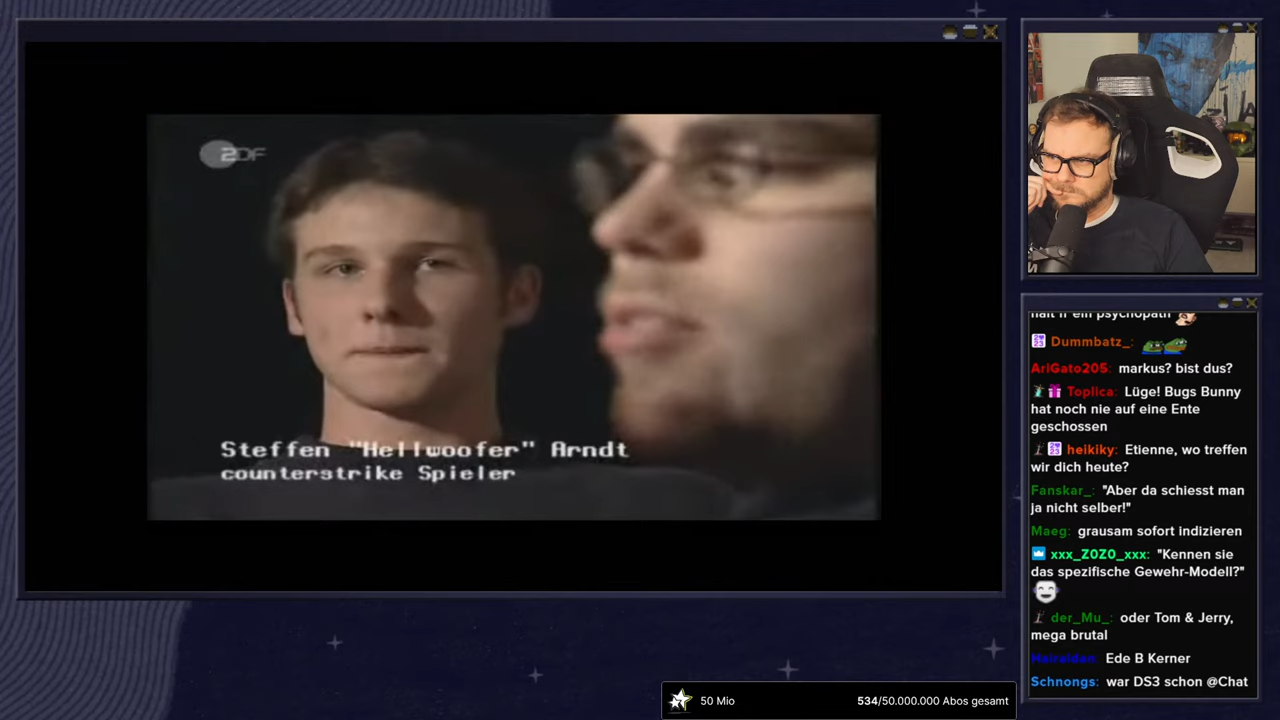 ZDF
Steffen "Hellwoofer" Arndt
counterstrike Spieler
halt n ein psychopath
Dummbatz_:
AriGato205: markus? bist dus?
Toplica: Lüge! Bugs Bunny
hat noch nie auf eine Ente
geschossen
heikiky: Etienne, wo treffen
wir dich heute?
Fanskar_: "Aber da schiesst man
ja nicht selber!"
Maeg: grausam sofort indizieren
xxx_Z0Z0_xxx: "Kennen sie
das spezifische Gewehr-Modell?"
der_Mu_: oder Tom & Jerry,
mega brutal
Ede B Kerner
Schnongs: war DS3 schon @Chat
50 Mio
534/50.000.000 Abos gesamt